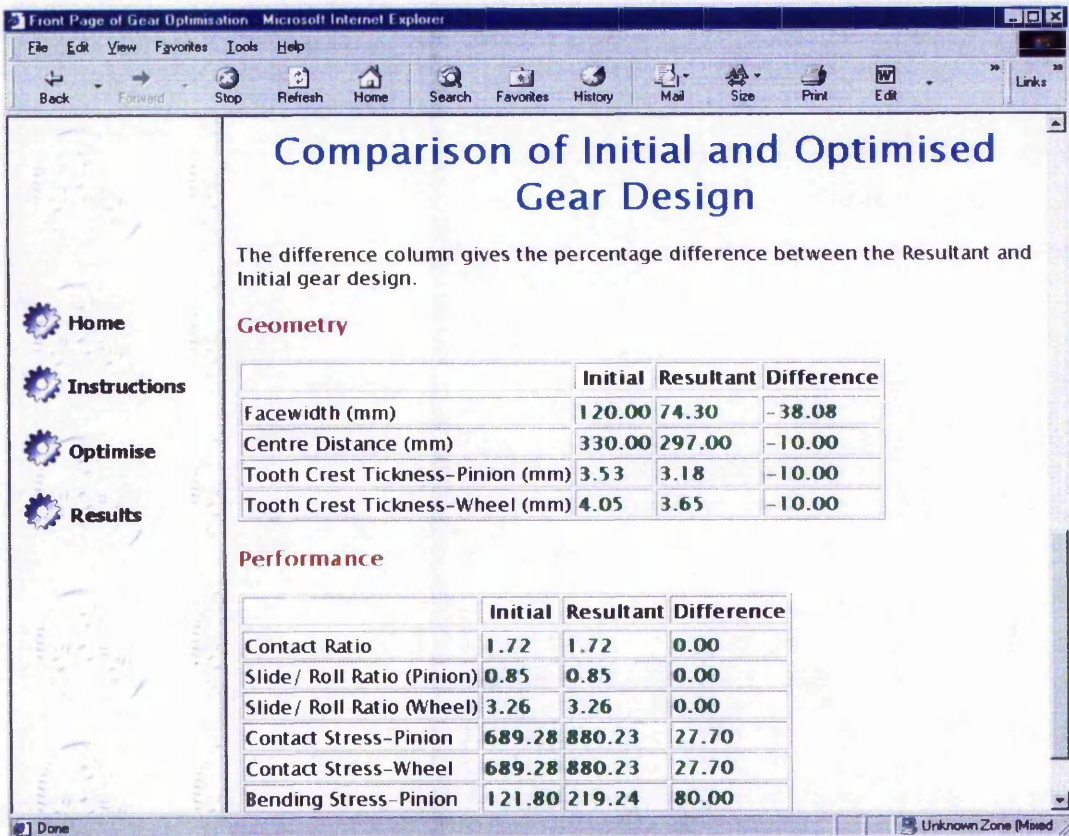 Front Page of Gear Optimisation - Microsoft Internet Explorer
File Edit View Favorites Tools Help
Back Forward Stop Refresh Home Search Favorites History Mail Size Print Edit » Links »
Comparison of Initial and Optimised
Gear Design
The difference column gives the percentage difference between the Resultant and
Initial gear design.
Home
Instructions
Optimise
Results
Geometry
Initial Resultant Difference
Facewidth (mm) 120.00 74.30 -38.08
Centre Distance (mm) 330.00 297.00 -10.00
Tooth Crest Tickness-Pinion (mm) 3.53 3.18 -10.00
Tooth Crest Tickness-Wheel (mm) 4.05 3.65 -10.00
Performance
Initial Resultant Difference
Contact Ratio 1.72 1.72 0.00
Slide/ Roll Ratio (Pinion) 0.85 0.85 0.00
Slide/ Roll Ratio (Wheel) 3.26 3.26 0.00
Contact Stress-Pinion 689.28 880.23 27.70
Contact Stress-Wheel 689.28 880.23 27.70
Bending Stress-Pinion 121.80 219.24 80.00
Done
Unknown Zone (Mixed